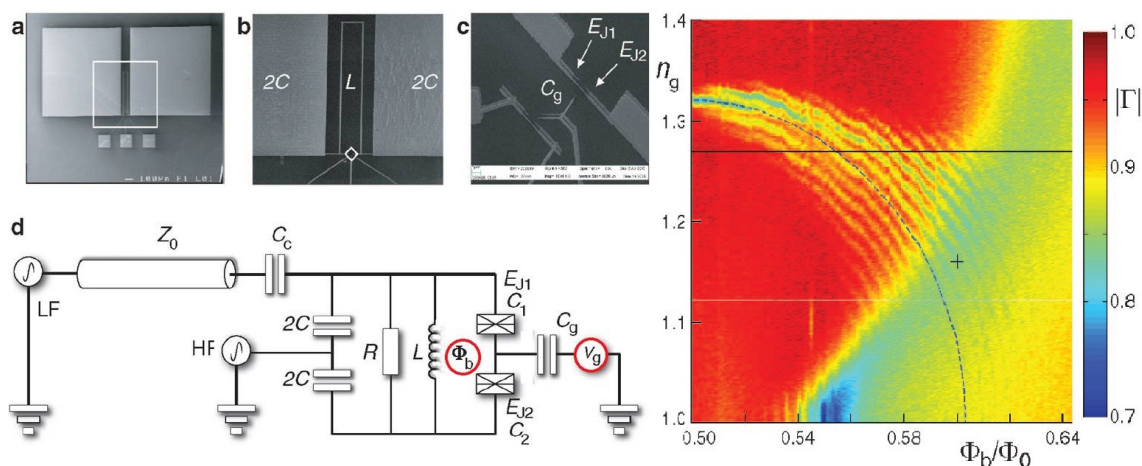 a
100µm
b
2C
L
2C
c
E_J1
E_J2
C_g
d
Z_0
C_c
LF
HF
2C
2C
R
L
Φ_b
E_J1
C_1
C_g
V_g
E_J2
C_2
n_g
1.4
1.3
1.2
1.1
1.0
0.50
0.54
0.58
0.64
Φ_b/Φ_0
|Γ|
1.0
0.9
0.8
0.7